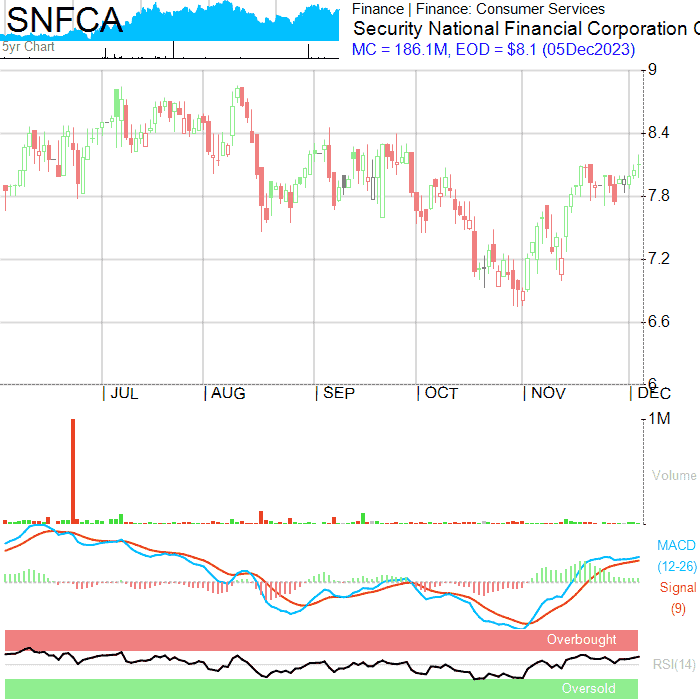 SNFCA
5yr Chart
Finance | Finance: Consumer Services
Security National Financial Corporation C
MC = 186.1M, EOD = $8.1 (05Dec2023)
9
8.4
7.8
7.2
6.6
6
| JUL | AUG | SEP | OCT | NOV | DEC
1M
Volume
MACD
(12-26)
Signal
(9)
Overbought
RSI(14)
Oversold